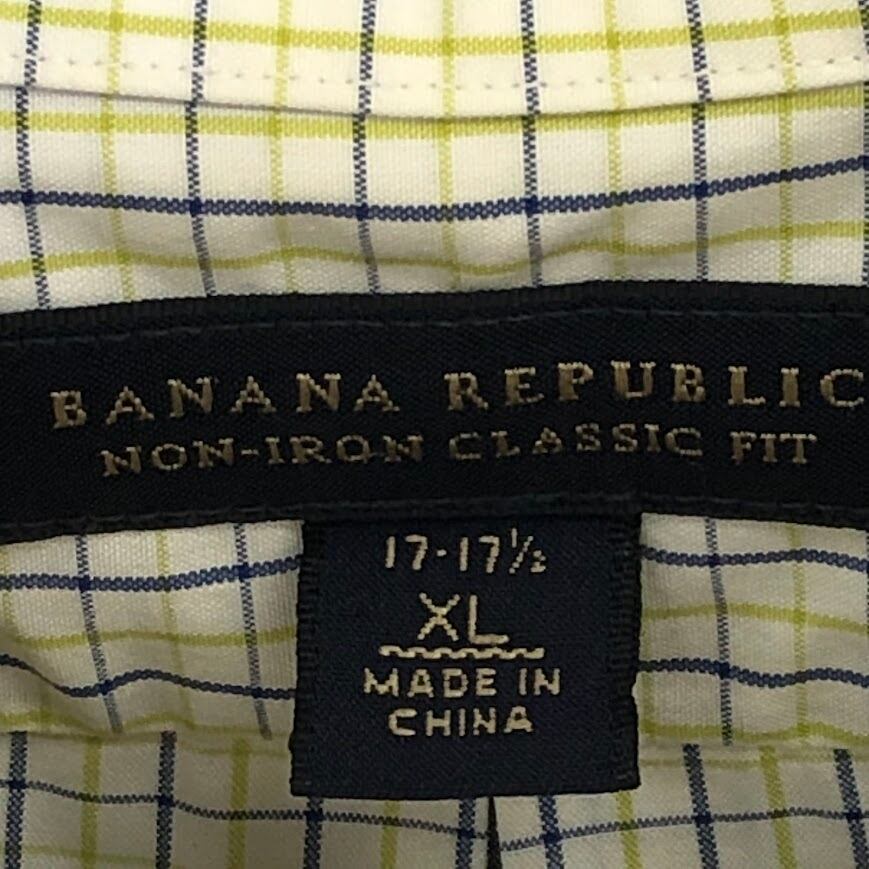 BANANA REPUBLIC
NON-IRON CLASSIC FIT
17-17½
XL
MADE IN
CHINA